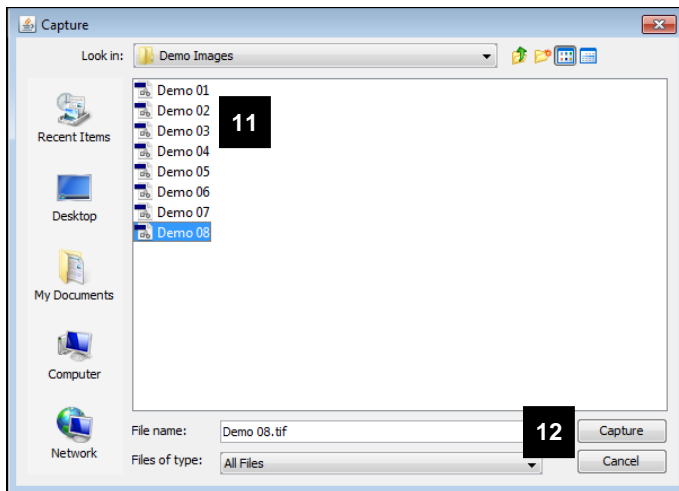 Capture
Look in: Demo Images
Recent Items
Desktop
My Documents
Computer
Network
Demo 01
Demo 02
Demo 03
Demo 04
Demo 05
Demo 06
Demo 07
Demo 08
11
File name: Demo 08.tif
12
Capture
Files of type: All Files
Cancel